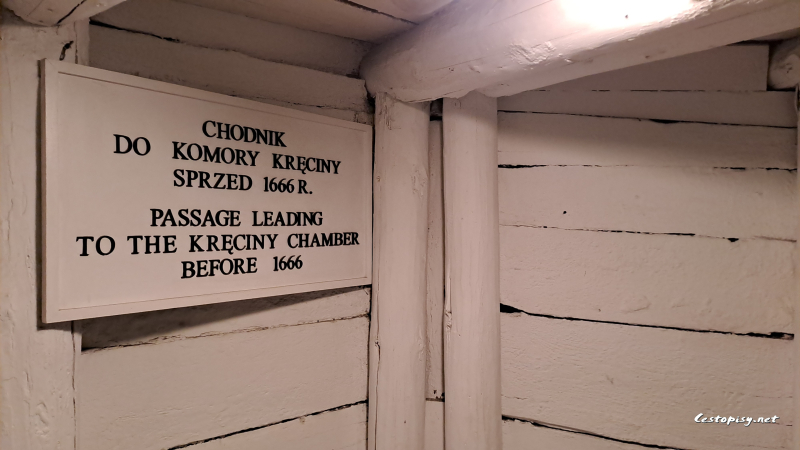 CHODNIK
DO KOMORY KRĘCINY
SPRZED 1666 R.
PASSAGE LEADING
TO THE KRĘCINY CHAMBER
BEFORE 1666
Cestopisy.net